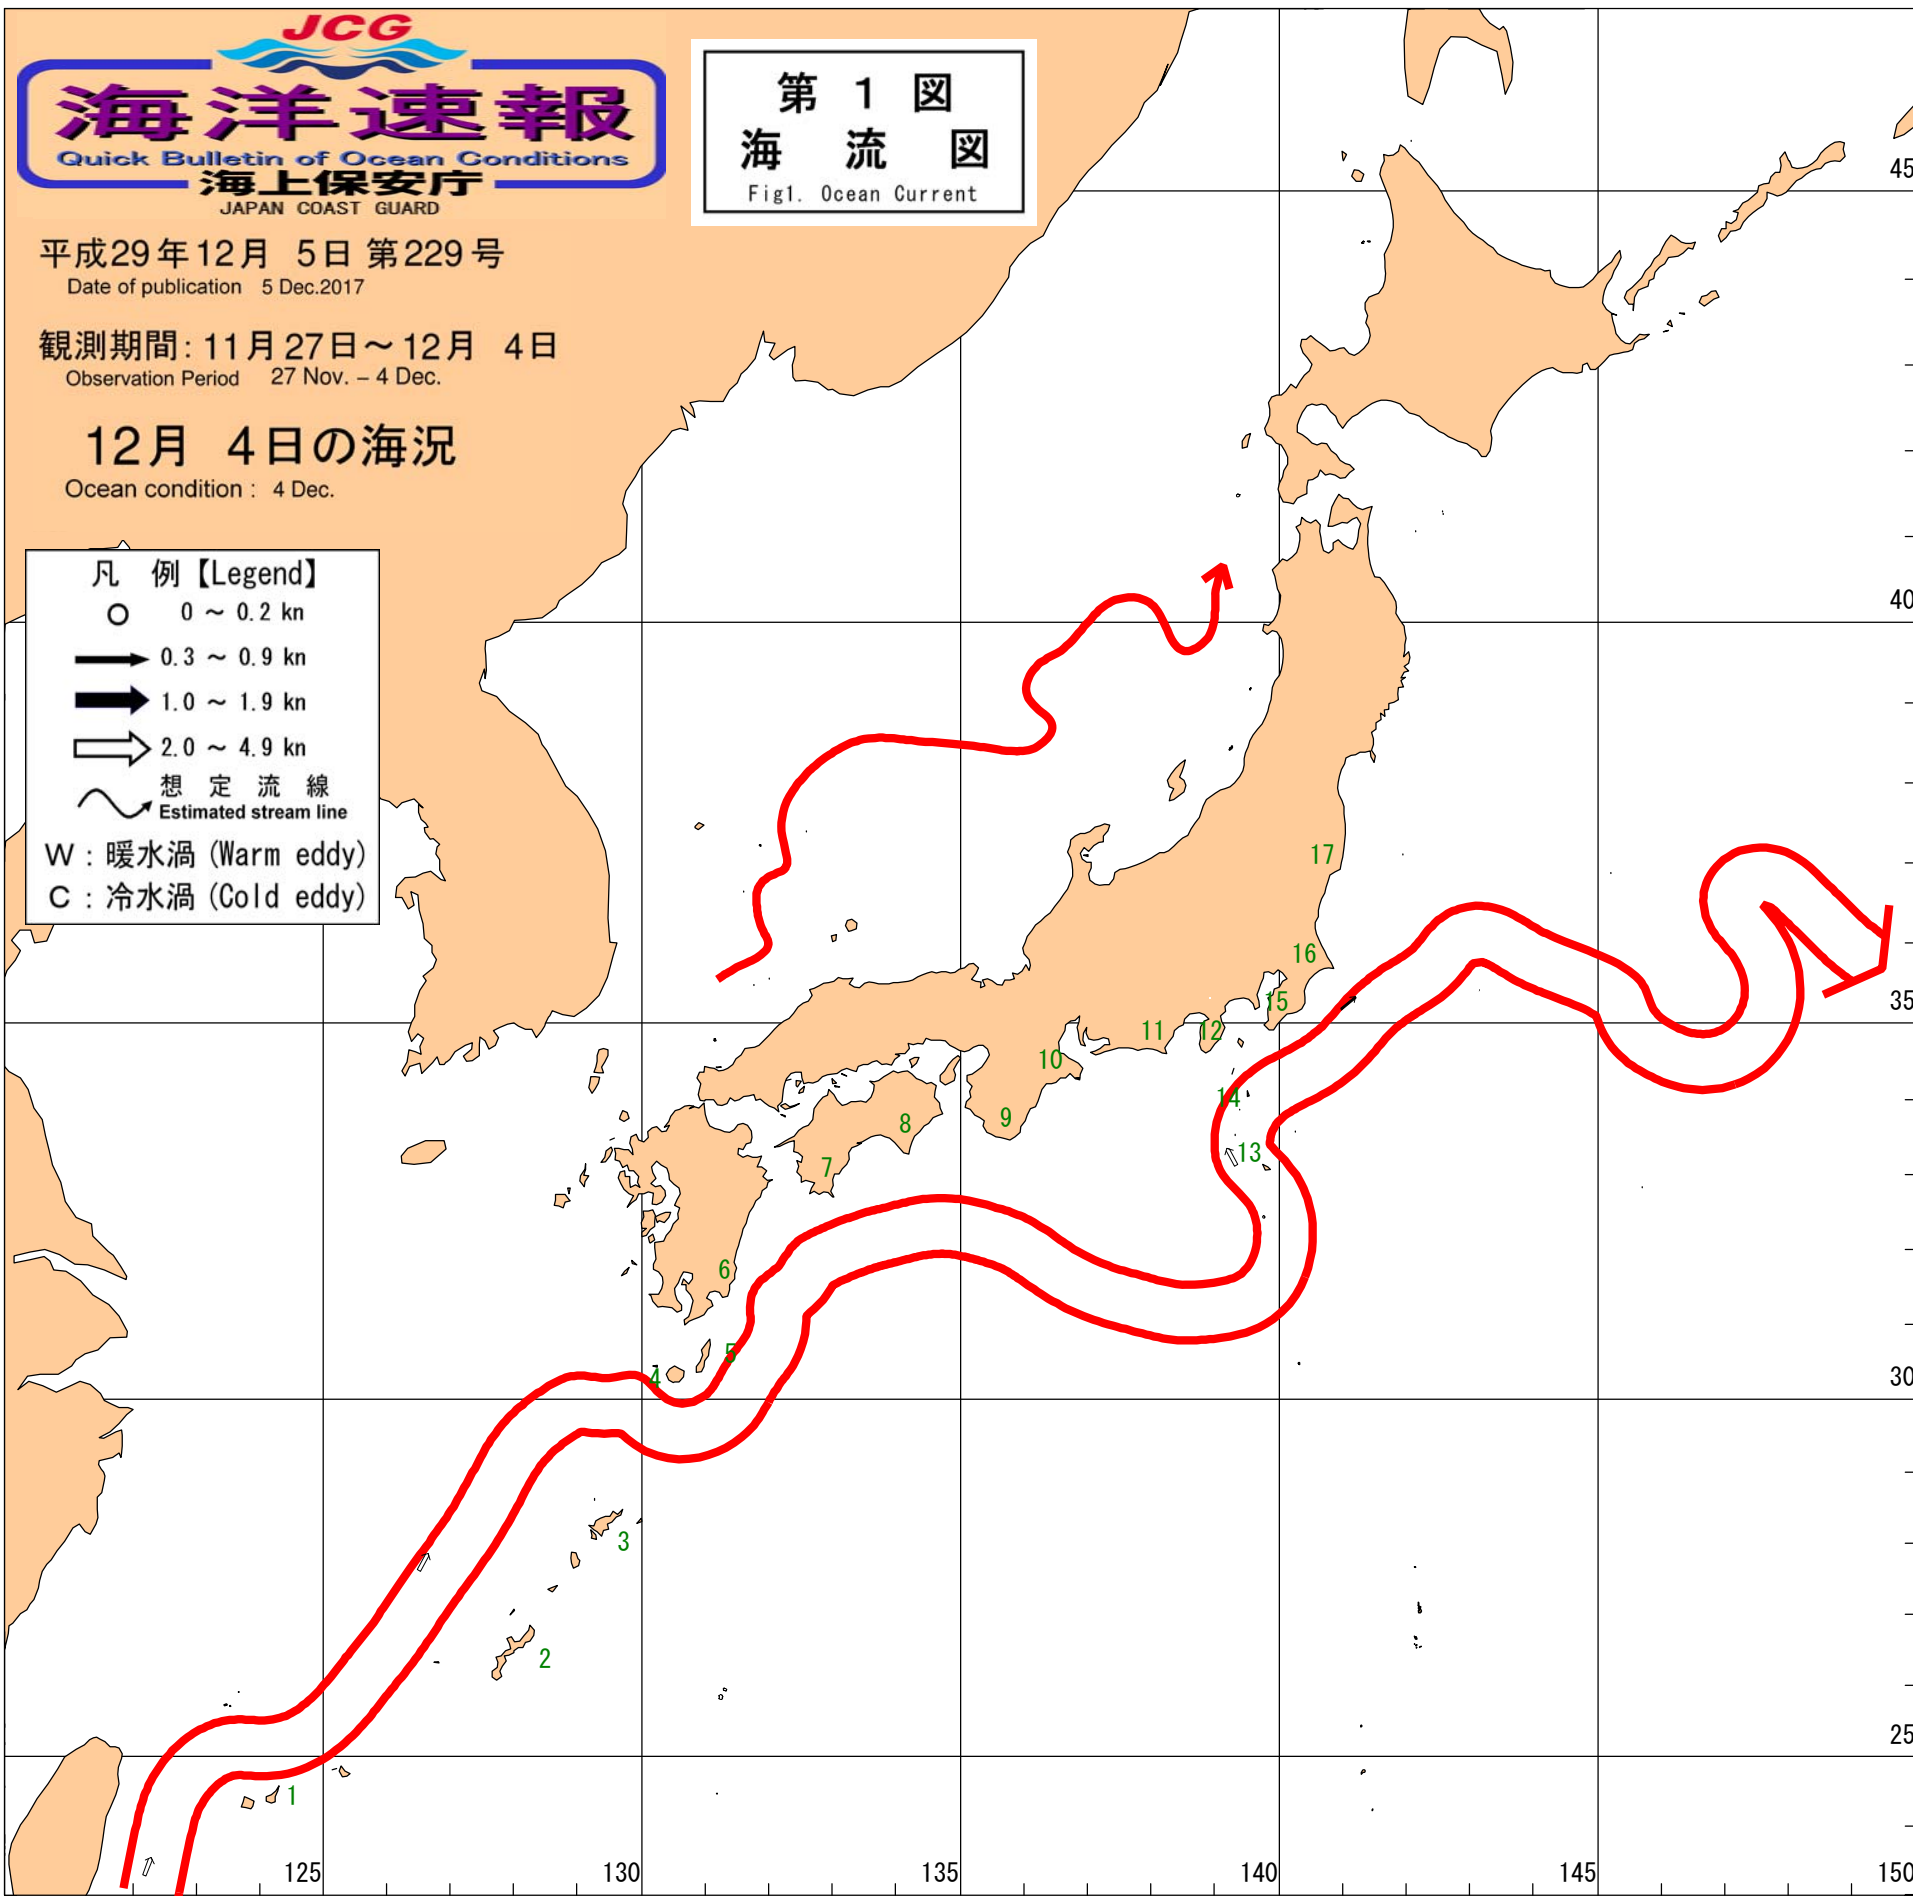 JCG
海洋速報
Quick Bulletin of Ocean Conditions
海上保安庁
JAPAN COAST GUARD
第 1 図
海 流 図
Fig1. Ocean Current
平成29年12月 5日 第229号
Date of publication 5 Dec.2017
観測期間: 11月27日～12月 4日
Observation Period 27 Nov. – 4 Dec.
12月 4日の海況
Ocean condition : 4 Dec.
凡 例【Legend】
0 ～ 0.2 kn
0.3 ～ 0.9 kn
1.0 ～ 1.9 kn
2.0 ～ 4.9 kn
想 定 流 線
Estimated stream line
W : 暖水渦 (Warm eddy)
C : 冷水渦 (Cold eddy)
45
40
35
30
25
17
16
15
11
12
10
14
9
8
13
7
6
5
4
3
2
1
125
130
135
140
145
150